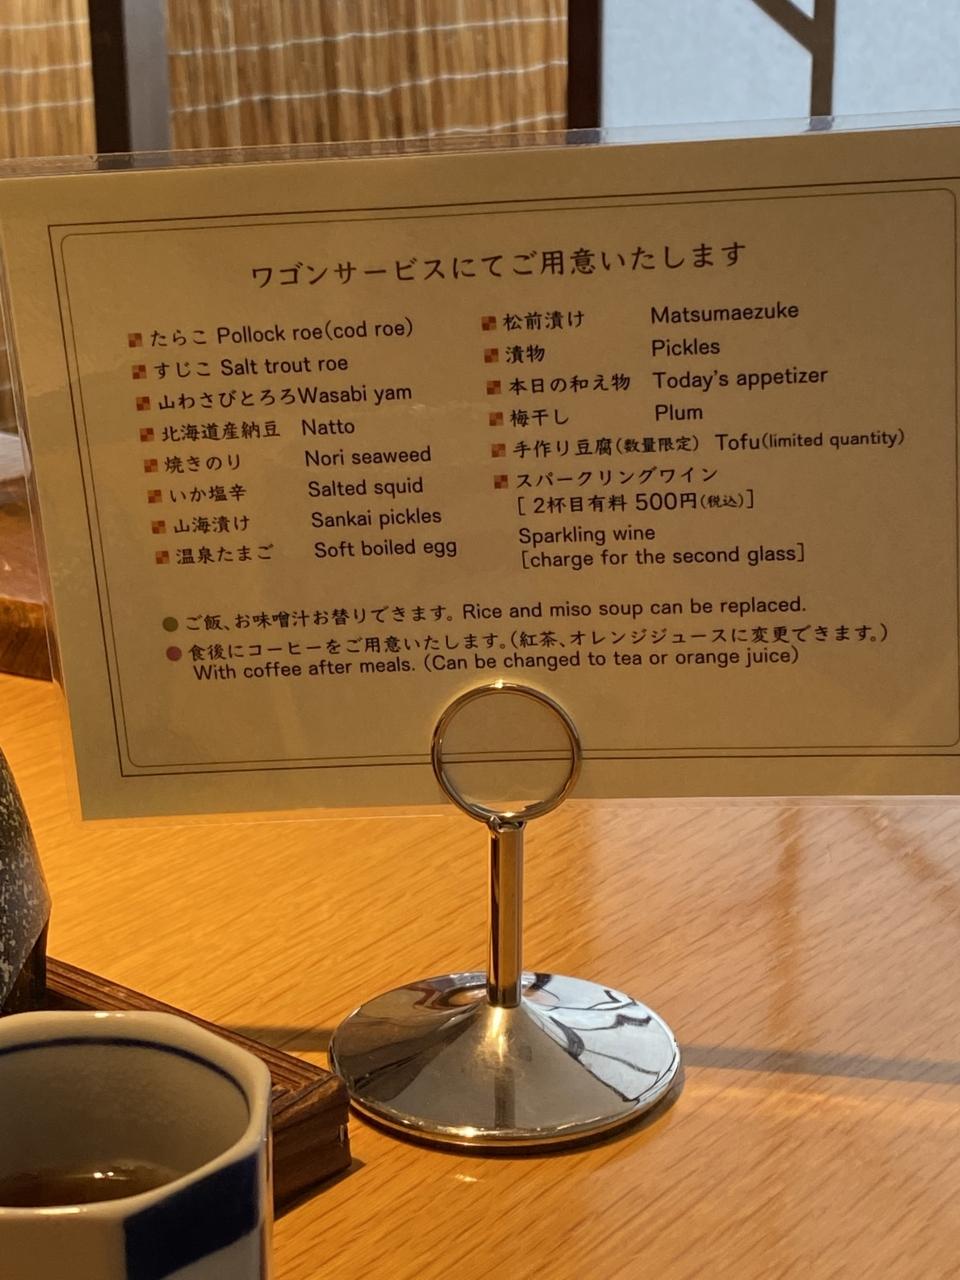 ワゴンサービスにてご用意いたします
たらこ Pollock roe(cod roe)
すじこ Salt trout roe
山わさびとろろWasabi yam
北海道産納豆 Natto
焼きのり Nori seaweed
いか塩辛 Salted squid
山海漬け Sankai pickles
温泉たまご Soft boiled egg
松前漬け Matsumaezuke
漬物 Pickles
本日の和え物 Today's appetizer
梅干し Plum
手作り豆腐(数量限定) Tofu(limited quantity)
スパークリングワイン
[ 2杯目有料 500円(税込)]
Sparkling wine
[charge for the second glass]
ご飯、お味噌汁お替りできます。Rice and miso soup can be replaced.
食後にコーヒーをご用意いたします。(紅茶、オレンジジュースに変更できます。)
With coffee after meals. (Can be changed to tea or orange juice)